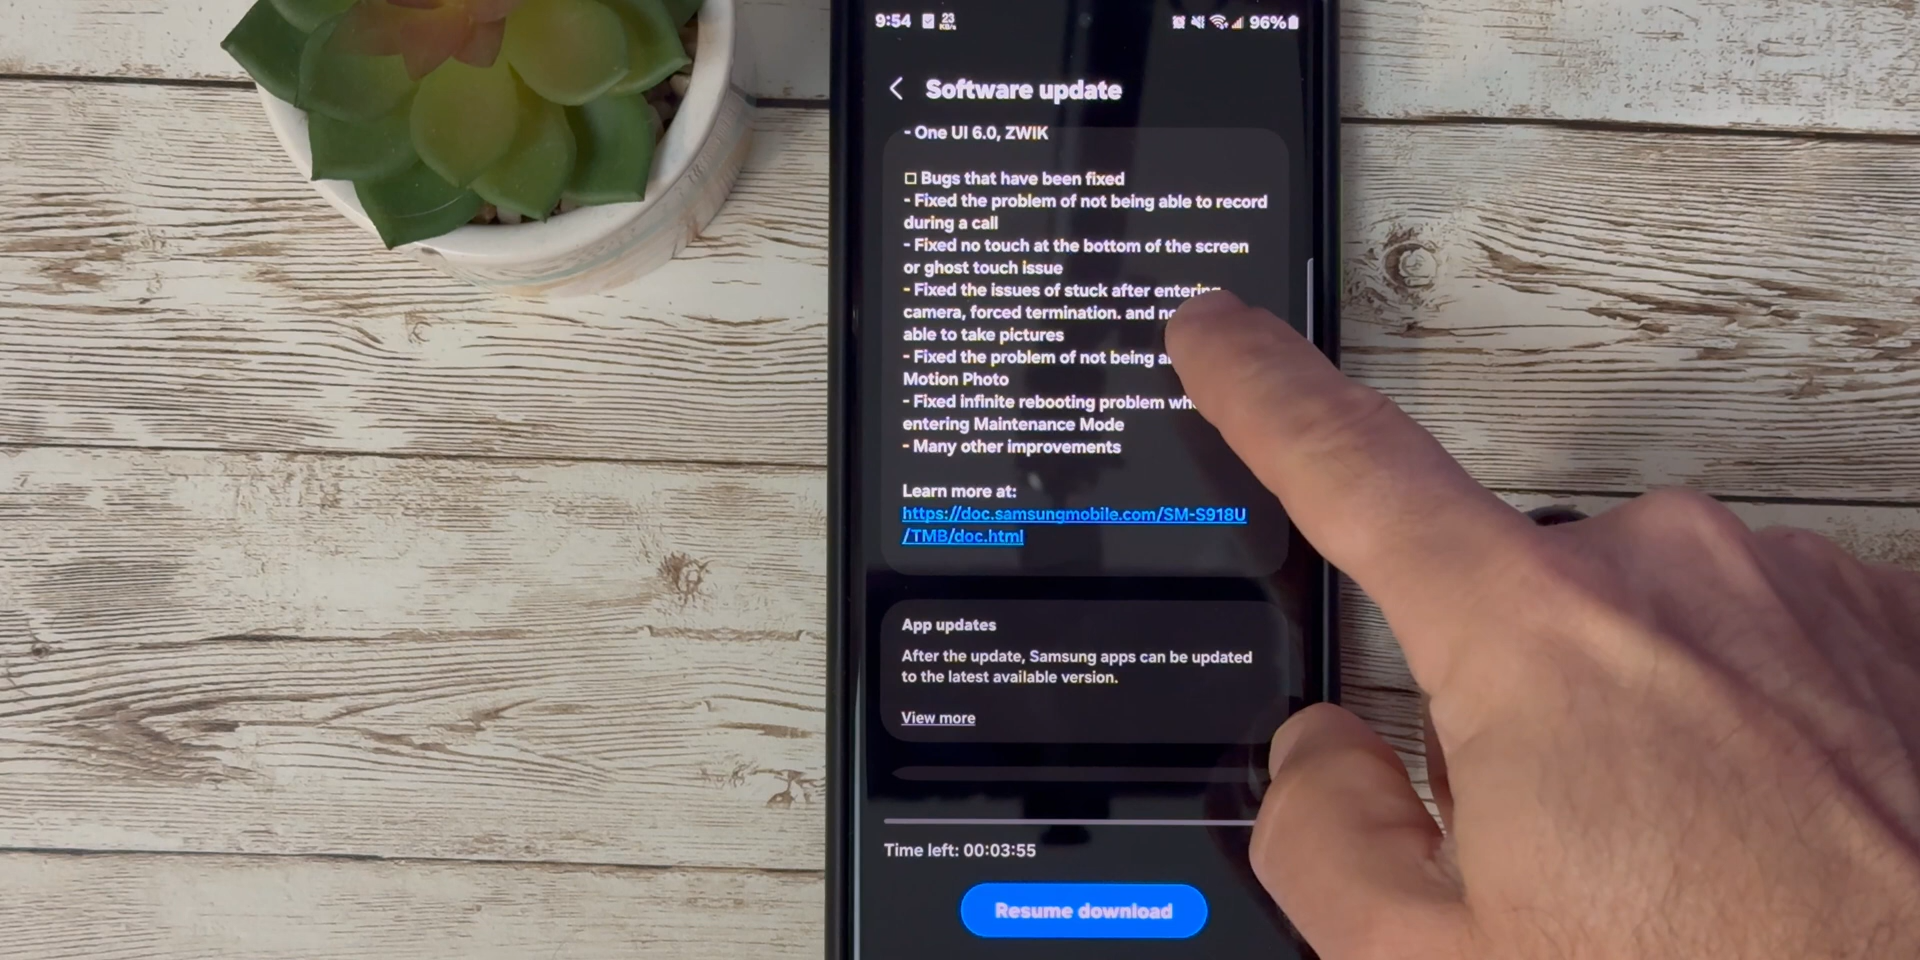 9:54 23 KB/s 96%
Software update
- One UI 6.0, ZWIK
□ Bugs that have been fixed
- Fixed the problem of not being able to record
during a call
- Fixed no touch at the bottom of the screen
or ghost touch issue
- Fixed the issues of stuck after entering
camera, forced termination. and
able to take pictures
- Fixed the problem of not being
Motion Photo
- Fixed infinite rebooting problem
entering Maintenance Mode
- Many other improvements
Learn more at:
https://doc.samsungmobile.com/SM-S918U
/TMB/doc.html
App updates
After the update, Samsung apps can be updated
to the latest available version.
View more
Time left: 00:03:55
Resume download